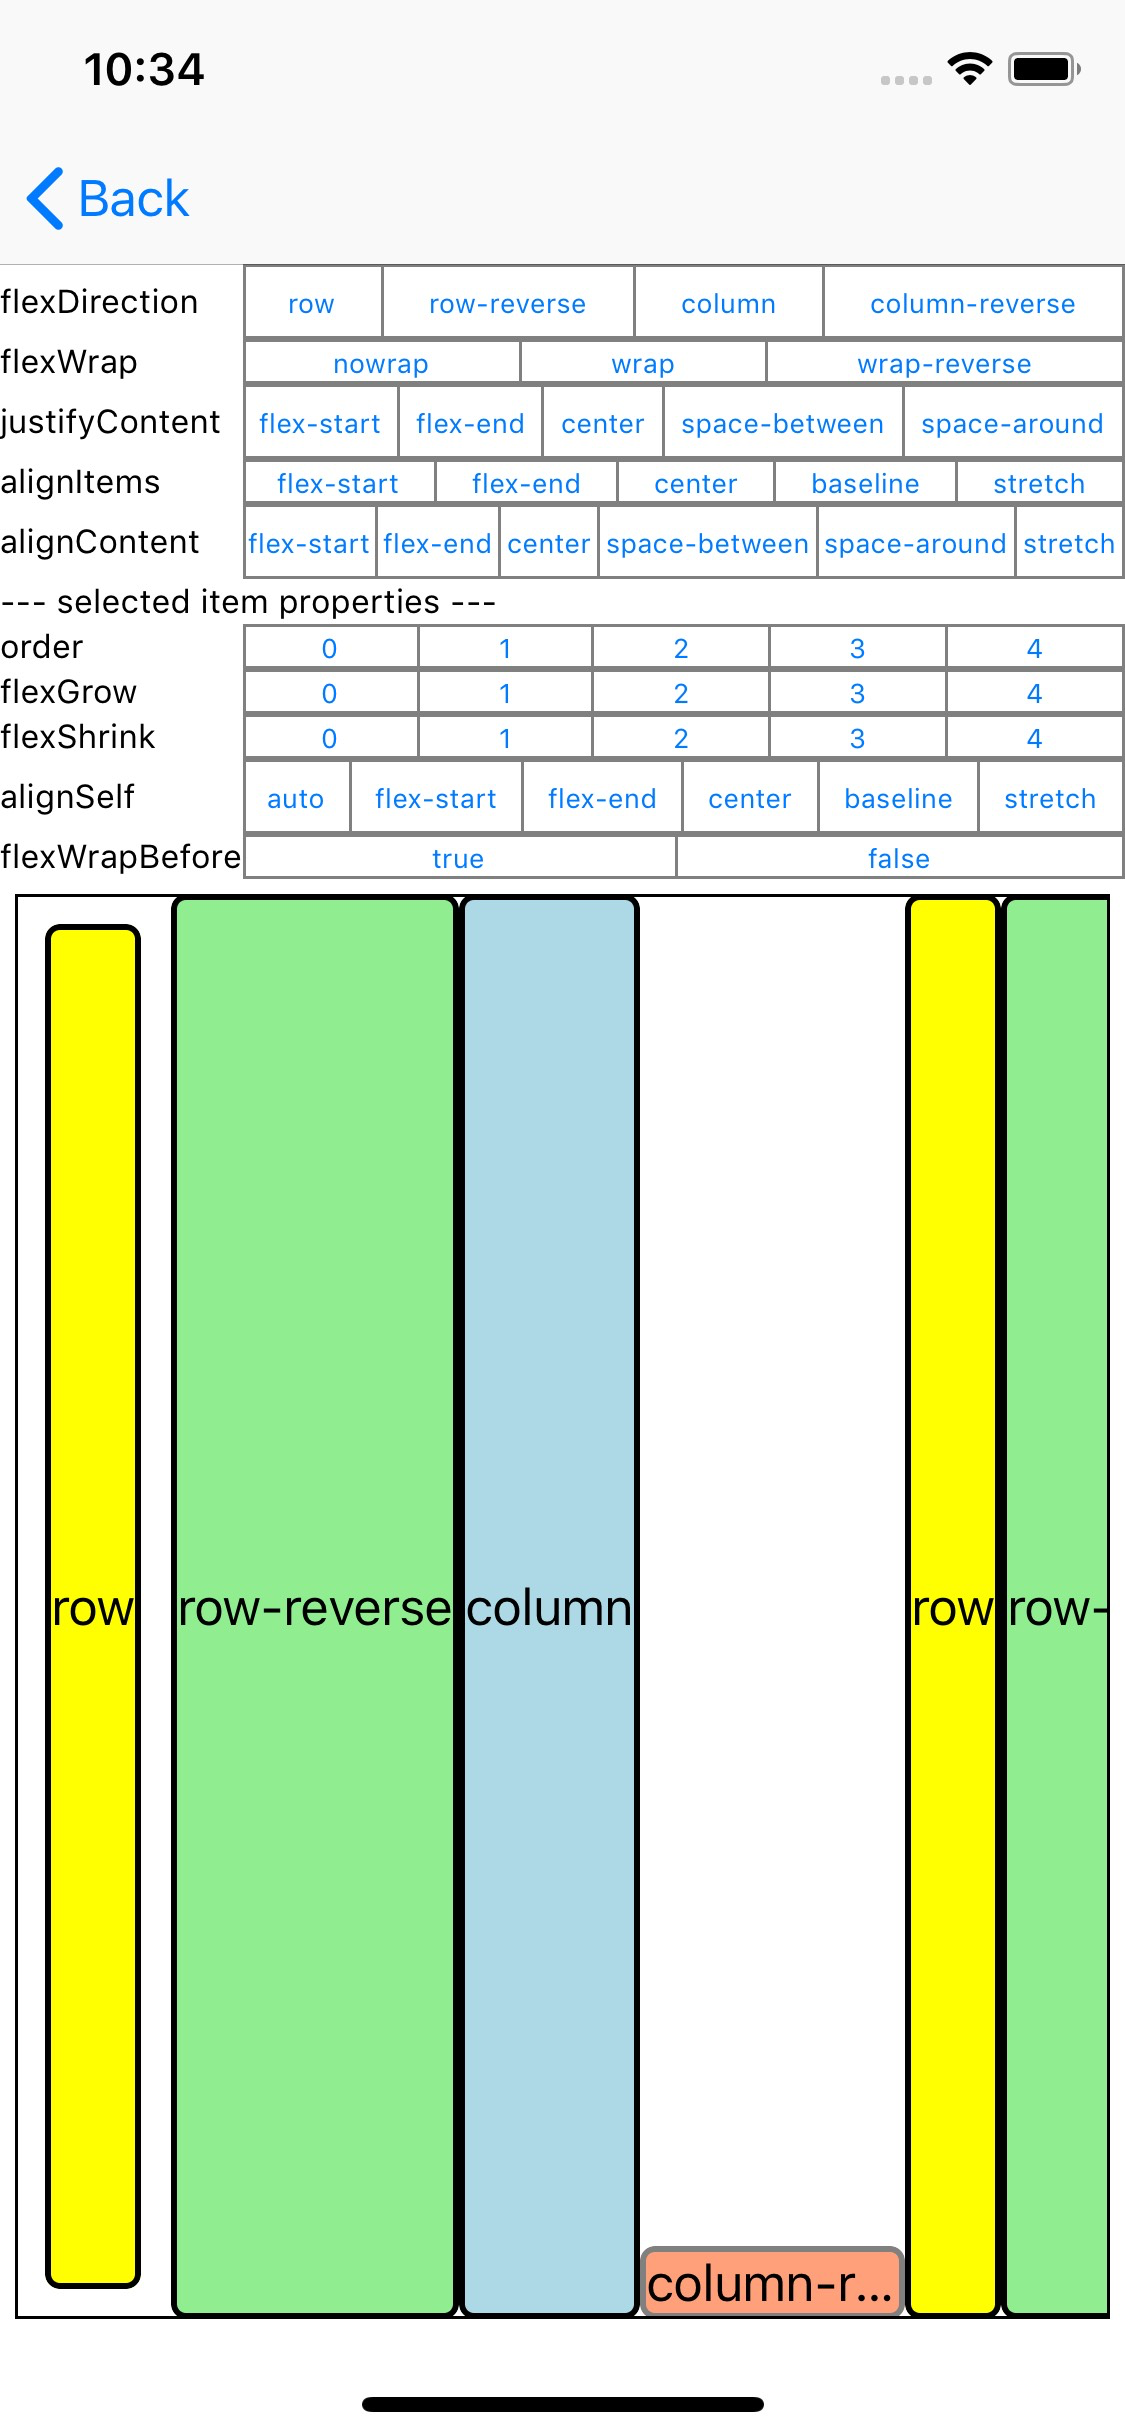 10:34
Back
flexDirection row row-reverse column column-reverse
flexWrap nowrap wrap wrap-reverse
justifyContent flex-start flex-end center space-between space-around
alignItems flex-start flex-end center baseline stretch
alignContent flex-start flex-end center space-between space-around stretch
--- selected item properties ---
order 0 1 2 3 4
flexGrow 0 1 2 3 4
flexShrink 0 1 2 3 4
alignSelf auto flex-start flex-end center baseline stretch
flexWrapBefore true false
row row-reverse column row row-
column-r...